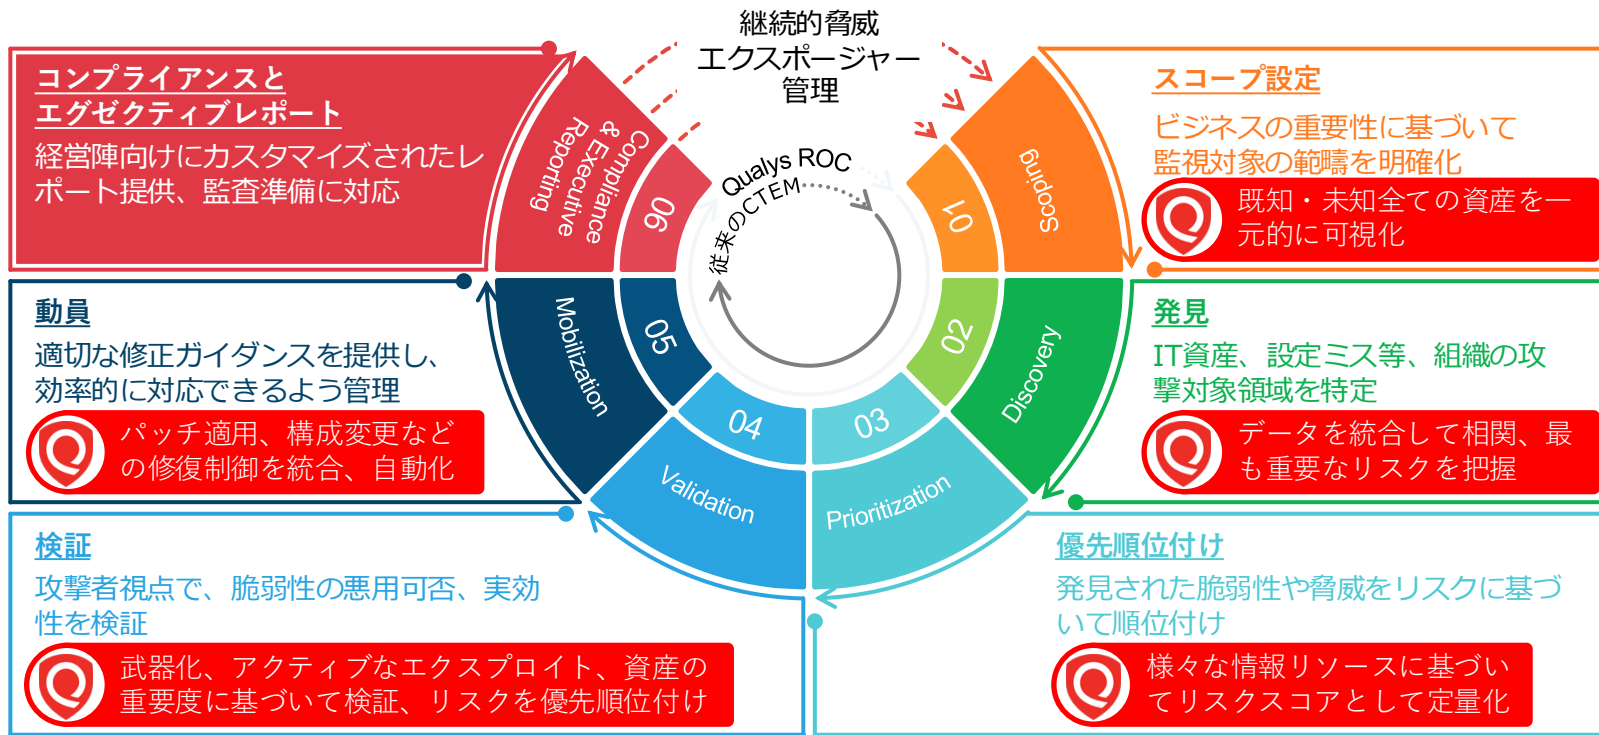 継続的脅威
エクスポージャー
管理
コンプライアンスと
エグゼクティブレポート
経営陣向けにカスタマイズされたレ
ポート提供、監査準備に対応
スコープ設定
ビジネスの重要性に基づいて
監視対象の範疇を明確化
既知・未知全ての資産を一
元的に可視化
Compliance
& Executive
Reporting
06
Qualys ROC
従来のCTEM
01
Scoping
動員
適切な修正ガイダンスを提供し、
効率的に対応できるよう管理
パッチ適用、構成変更など
の修復制御を統合、自動化
Mobilization
05
02
Discovery
発見
IT資産、設定ミス等、組織の攻
撃対象領域を特定
データを統合して相関、最
も重要なリスクを把握
04
Validation
03
Prioritization
検証
攻撃者視点で、脆弱性の悪用可否、実効
性を検証
武器化、アクティブなエクスプロイト、資産の
重要度に基づいて検証、リスクを優先順位付け
優先順位付け
発見された脆弱性や脅威をリスクに基づ
いて順位付け
様々な情報リソースに基づい
てリスクスコアとして定量化